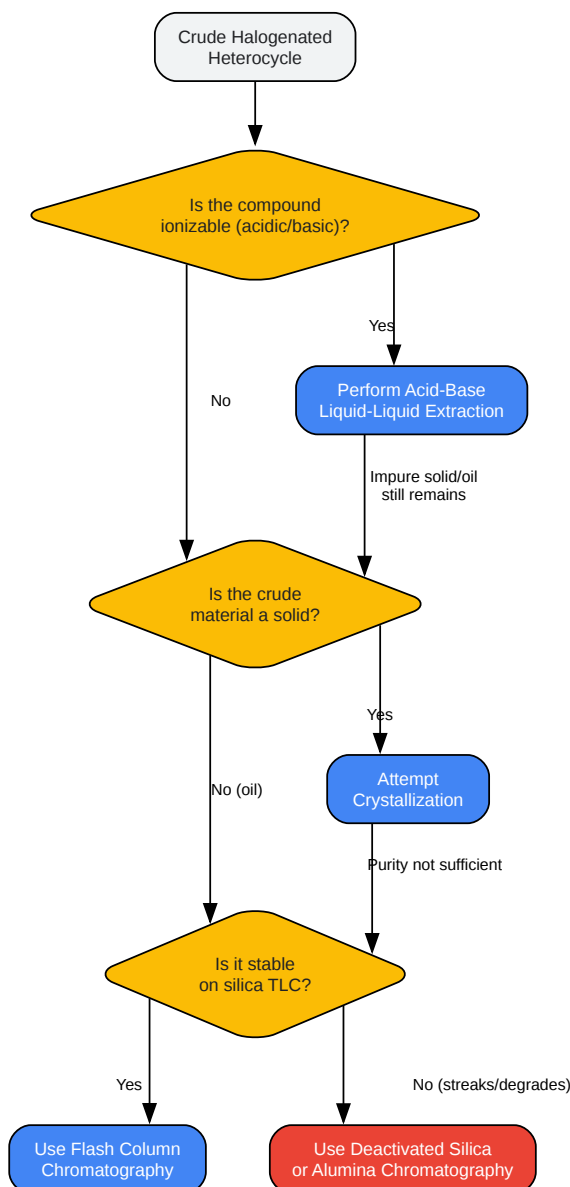 Crude Halogenated
Heterocycle
Is the compound
ionizable (acidic/basic)?
Yes
Perform Acid-Base
Liquid-Liquid Extraction
No
Impure solid/oil
still remains
Is the crude
material a solid?
Yes
No (oil)
Attempt
Crystallization
Purity not sufficient
Is it stable
on silica TLC?
Yes
No (streaks/degrades)
Use Flash Column
Chromatography
Use Deactivated Silica
or Alumina Chromatography